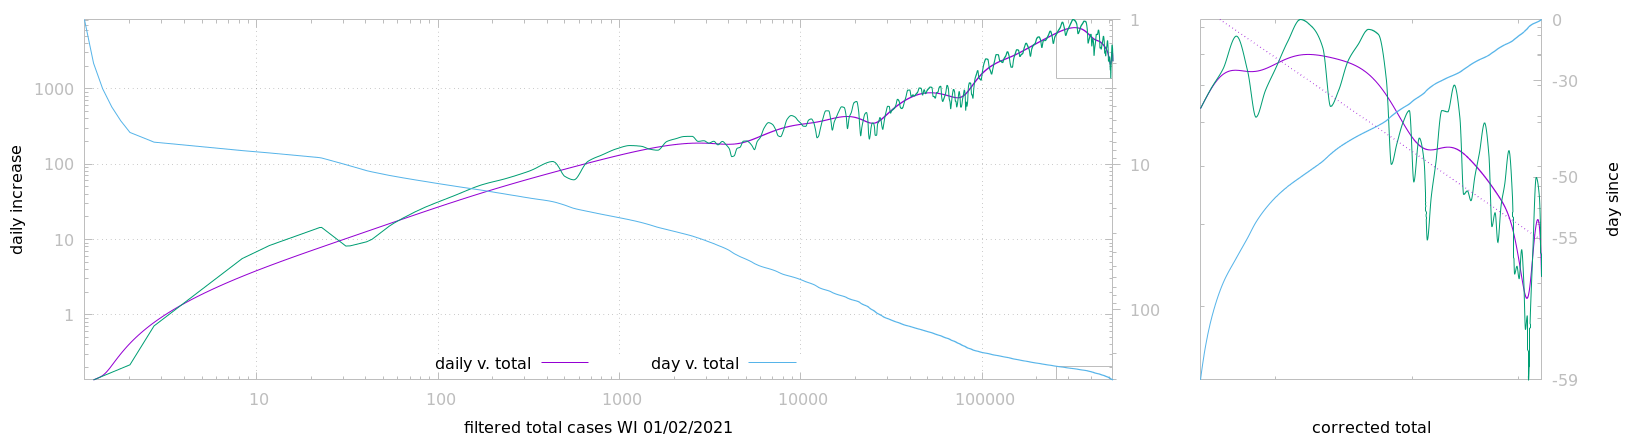 daily increase
1000
100
10
1
10
100
1000
10000
100000
1
10
100
daily v. total
day v. total
filtered total cases WI 01/02/2021
0
-30
-50
-55
-59
day since
corrected total